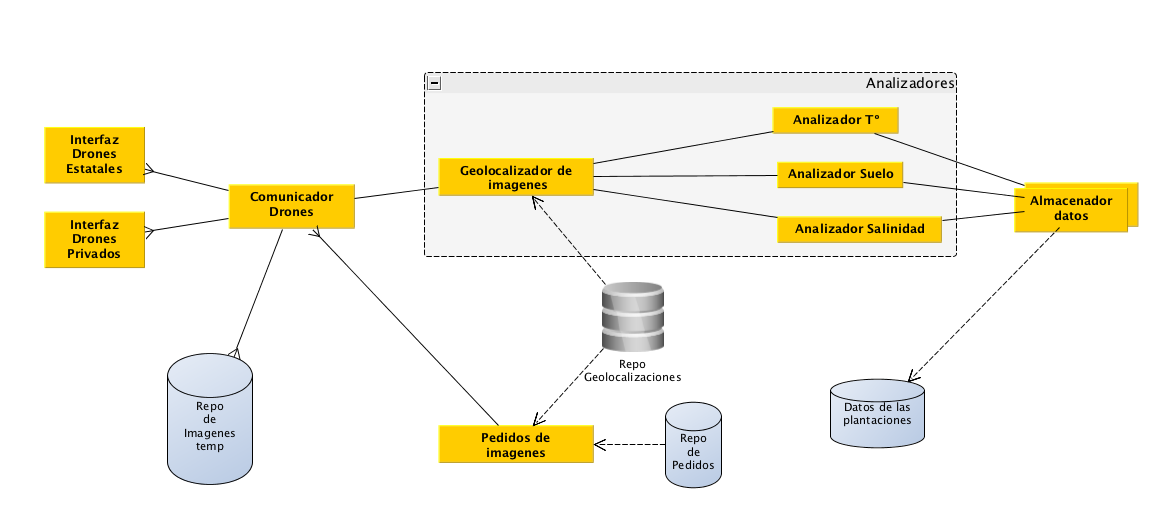 Analizadores
Interfaz
Drones
Estatales
Interfaz
Drones
Privados
Comunicador
Drones
Geolocalizador de
imagenes
Analizador Tº
Analizador Suelo
Analizador Salinidad
Almacenador
datos
Repo
Geolocalizaciones
Repo
de
Imagenes
temp
Pedidos de
imagenes
Repo
de
Pedidos
Datos de las
plantaciones